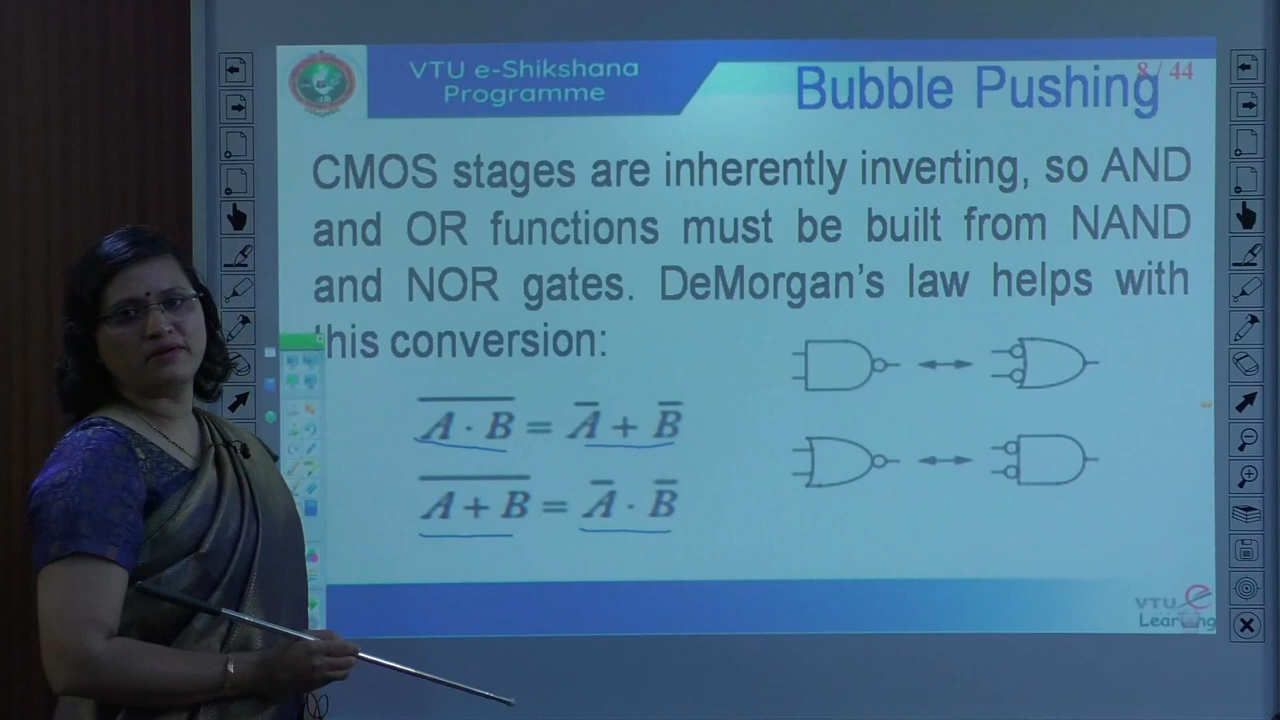 VTU e-Shikshana
Programme
Bubble Pushing
8 / 44
CMOS stages are inherently inverting, so AND
and OR functions must be built from NAND
and NOR gates. DeMorgan's law helps with
this conversion:
A̅ ̅·̅ ̅B̅ = A̅ + B̅
A̅ ̅+̅ ̅B̅ = A̅ · B̅
VTU e
Learning